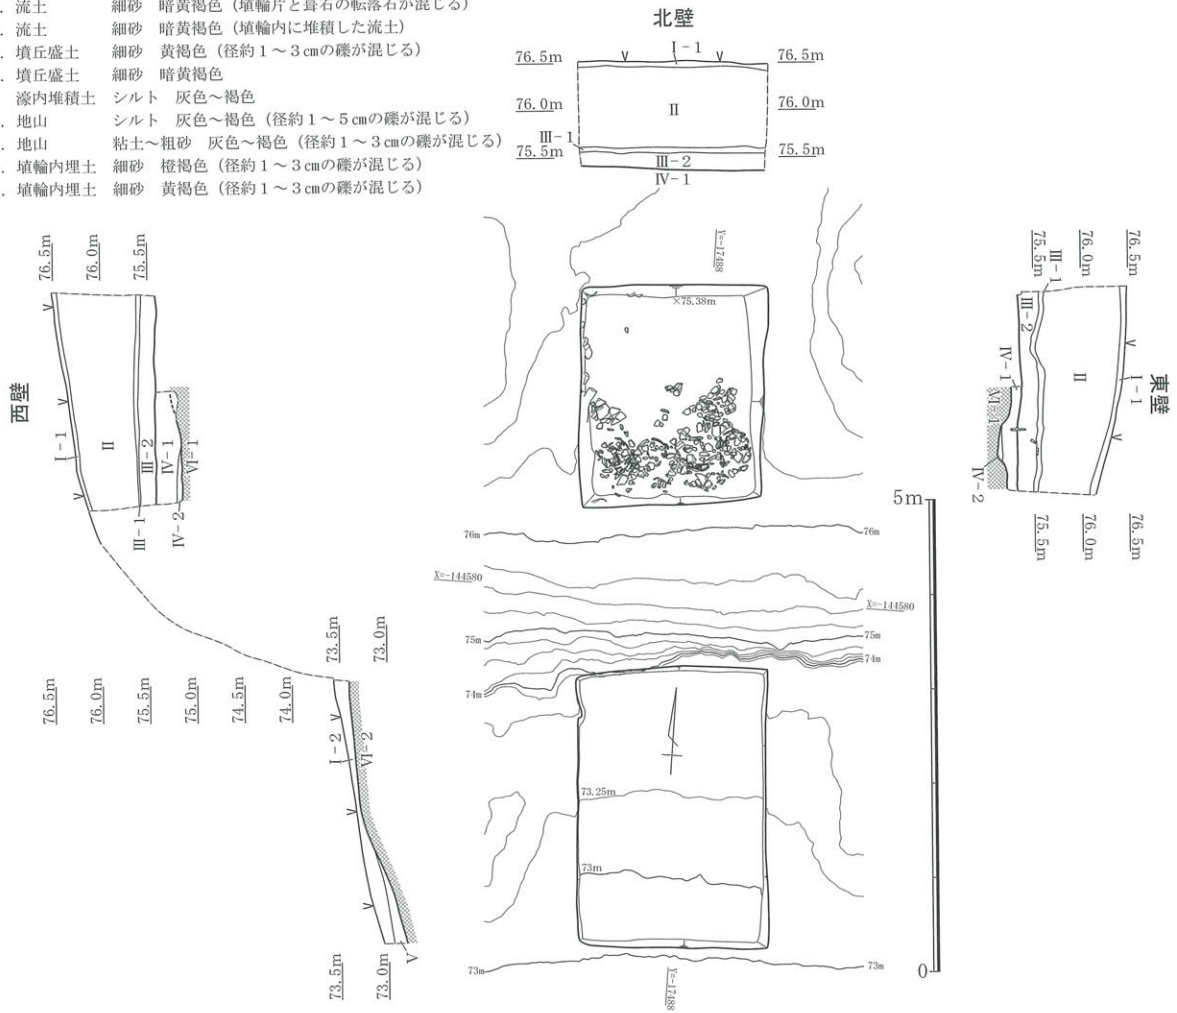 . 流土　細砂　暗黄褐色（埴輪片と葺石の転落石が混じる）
. 流土　細砂　暗黄褐色（埴輪内に堆積した流土）
. 墳丘盛土　細砂　黄褐色（径約１～３㎝の礫が混じる）
. 墳丘盛土　細砂　暗黄褐色
濠内堆積土　シルト　灰色～褐色
. 地山　シルト　灰色～褐色（径約１～５㎝の礫が混じる）
. 地山　粘土～粗砂　灰色～褐色（径約１～３㎝の礫が混じる）
. 埴輪内埋土　細砂　橙褐色（径約１～３㎝の礫が混じる）
. 埴輪内埋土　細砂　黄褐色（径約１～３㎝の礫が混じる）
北壁
I-1
76.5m
76.5m
76.0m
II
76.0m
III-1
75.5m
75.5m
III-2
IV-1
西壁
76.5m
76.0m
75.5m
I-1
II
III-2
IV-1
VI-1
III-1
IV-2
Y=-17488
×75.38m
東壁
75.5m
76.0m
76.5m
III-1
III-2
IV-1
II
I-1
VI-1
IV-2
75.5m
76.0m
76.5m
5m
76m
76m
X=-144580
X=-144580
75m
75m
74m
74m
73.5m
73.0m
76.5m
76.0m
75.5m
75.0m
74.5m
74.0m
I-2
VI-2
73.25m
73m
V
73.5m
73.0m
73m
73m
Y=-17488
0